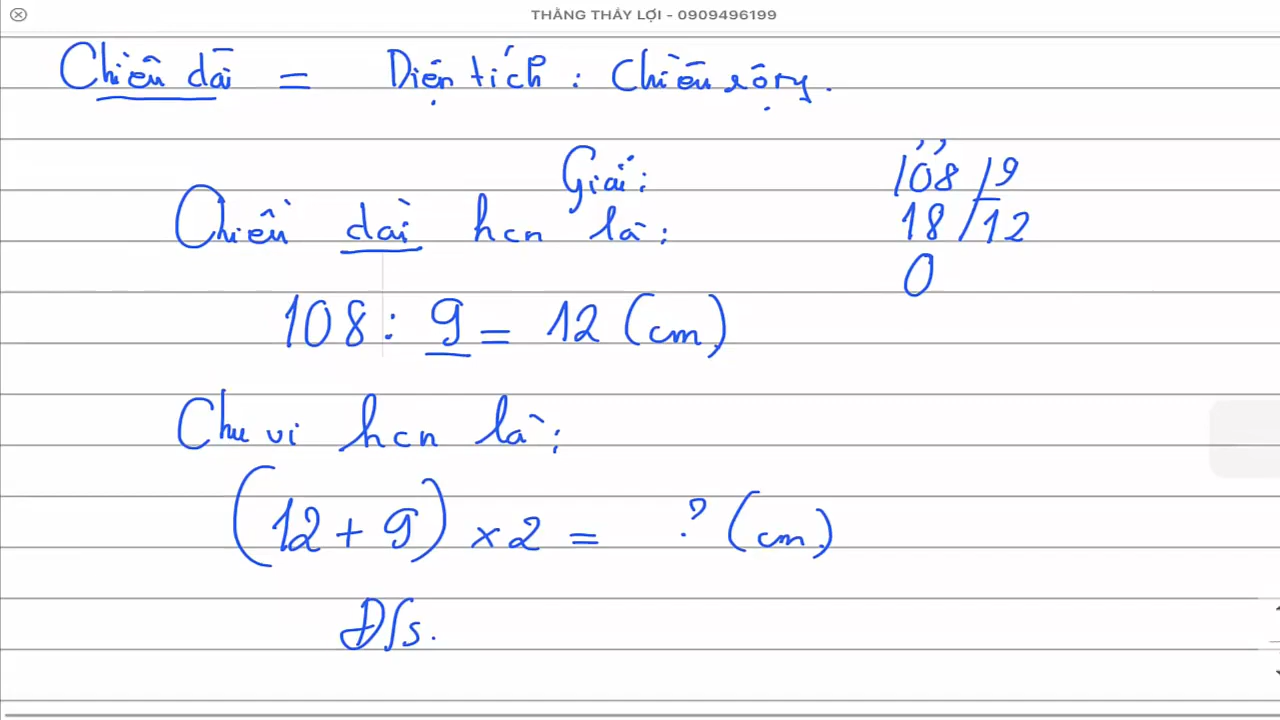 THẰNG THẦY LỢI - 0909496199
Chiều dài = Diện tích : Chiều rộng.
Giải:
Chiều dài hcn là:
108 : 9 = 12 (cm)
108 / 9
18 / 12
0
Chu vi hcn là:
(12 + 9) × 2 = ? (cm)
Đ/s.